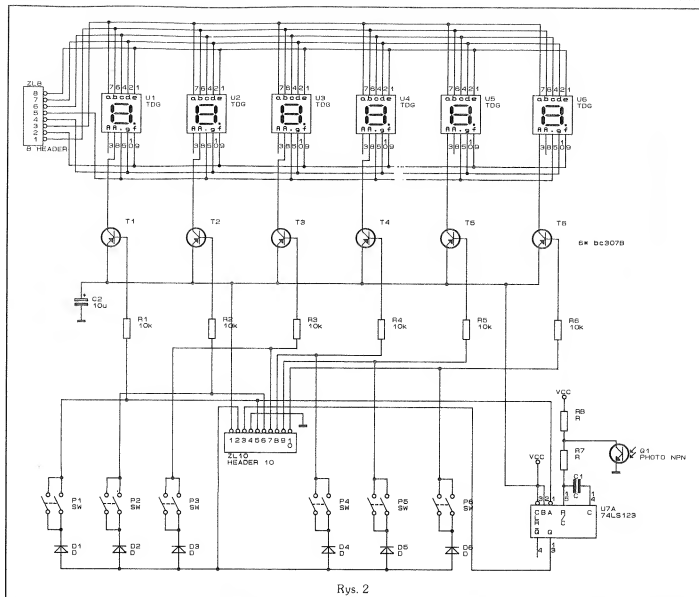 ZL8
8
7
6
5
4
3
2
1
8 HEADER
7 6 4 2 1
a b c d e
A A . g f
U1
TDG
7 6 4 2 1
a b c d e
A A . g f
U2
TDG
7 6 4 2 1
a b c d e
A A . g f
U3
TDG
7 6 4 2 1
a b c d e
A A . g f
U4
TDG
7 6 4 2 1
a b c d e
A A . g f
U5
TDG
7 6 4 2 1
a b c d e
A A . g f
U6
TDG
3 8 5 0 9
3 8 5 0 9
3 8 5 0 9
3 8 5 0 9
3 8 5 0 9
3 8 5 0 9
T1
T2
T3
T4
T5
T6
6* bc307B
C2
10u
R1
10k
R2
10k
R3
10k
R4
10k
R5
10k
R6
10k
1 2 3 4 5 6 7 8 9 1
0
ZL10
HEADER 10
VCC
R8
R
R7
R
Q1
PHOTO NPN
VCC
C1
C
U7A
74LS123
3 2 1
C B A
R
C
Q Q
4
P1
SW
P2
SW
P3
SW
P4
SW
P5
SW
P6
SW
D1
D
D2
D
D3
D
D4
D
D5
D
D6
D
Rys. 2